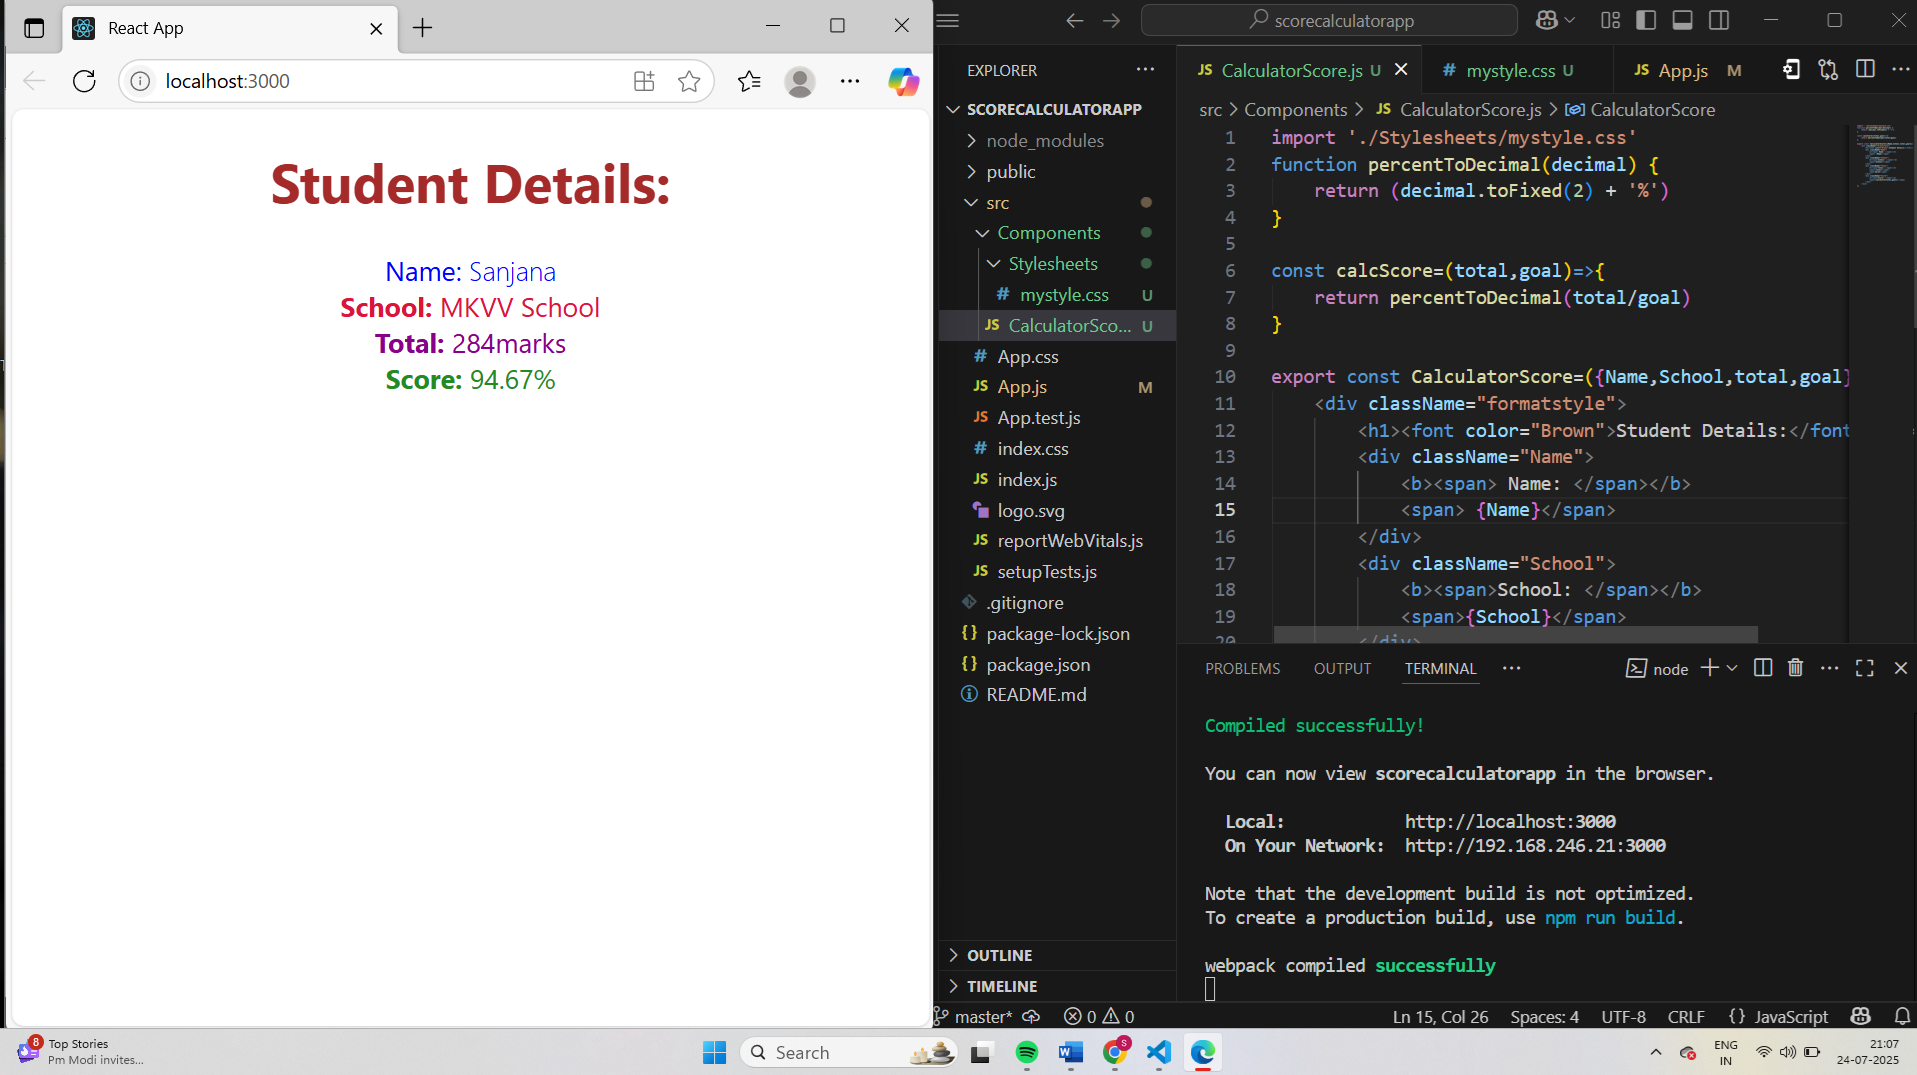 React App
localhost:3000
Student Details:
Name: Sanjana
School: MKVV School
Total: 284marks
Score: 94.67%
scorecalculatorapp
EXPLORER
SCORECALCULATORAPP
node_modules
public
src
Components
Stylesheets
# mystyle.css U
JS CalculatorSco... U
# App.css
JS App.js M
JS App.test.js
# index.css
JS index.js
logo.svg
JS reportWebVitals.js
JS setupTests.js
.gitignore
{} package-lock.json
{} package.json
README.md
OUTLINE
TIMELINE
JS CalculatorScore.js U
# mystyle.css U
JS App.js M
src > Components > JS CalculatorScore.js > CalculatorScore
1 import './Stylesheets/mystyle.css'
2 function percentToDecimal(decimal) {
3 return (decimal.toFixed(2) + '%')
4 }
5
6 const calcScore=(total,goal)=>{
7 return percentToDecimal(total/goal)
8 }
9
10 export const CalculatorScore=({Name,School,total,goal}
11 <div className="formatstyle">
12 <h1><font color="Brown">Student Details:</font
13 <div className="Name">
14 <b><span> Name: </span></b>
15 <span> {Name}</span>
16 </div>
17 <div className="School">
18 <b><span>School: </span></b>
19 <span>{School}</span>
20 </div>
PROBLEMS OUTPUT TERMINAL
node
Compiled successfully!
You can now view scorecalculatorapp in the browser.
Local: http://localhost:3000
On Your Network: http://192.168.246.21:3000
Note that the development build is not optimized.
To create a production build, use npm run build.
webpack compiled successfully
master* 0 0 Ln 15, Col 26 Spaces: 4 UTF-8 CRLF {} JavaScript
8
Top Stories
Pm Modi invites...
Search
S
ENG
IN
21:07
24-07-2025